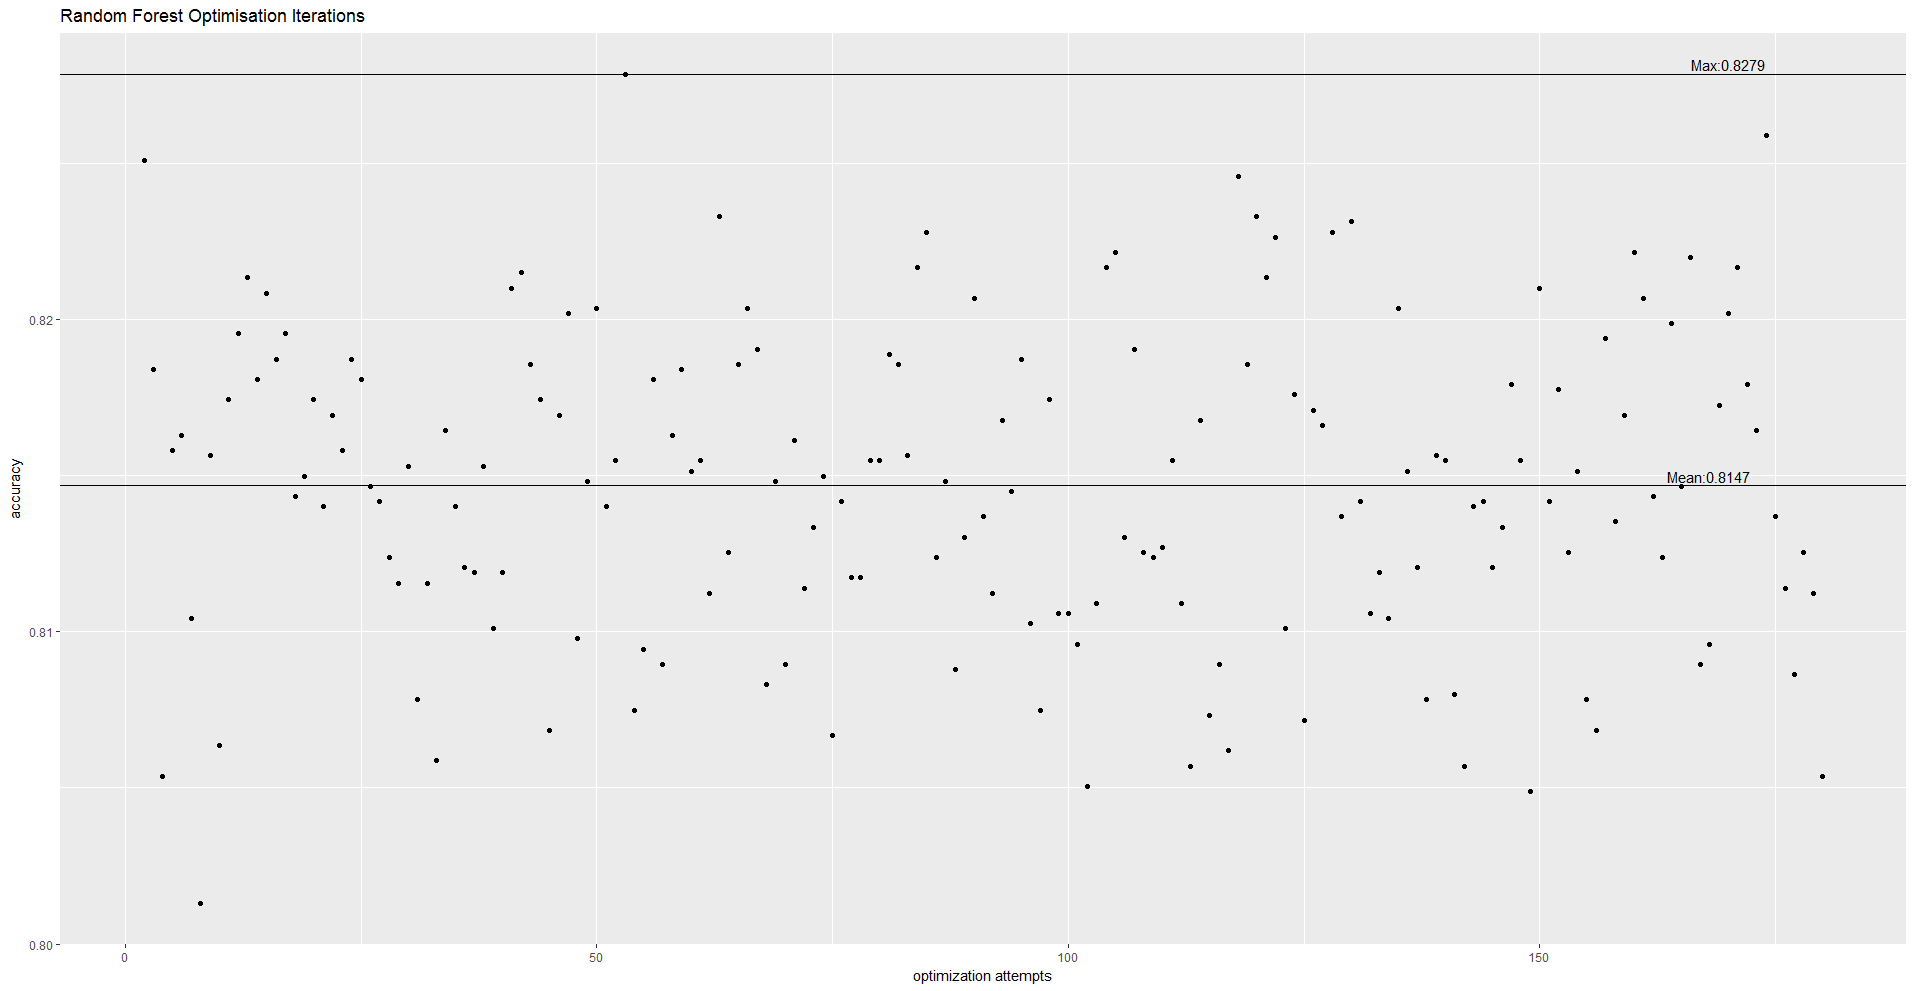 Random Forest Optimisation Iterations
Max:0.8279
0.82
Mean:0.8147
accuracy
0.81
0.80
0 50 100 150
optimization attempts